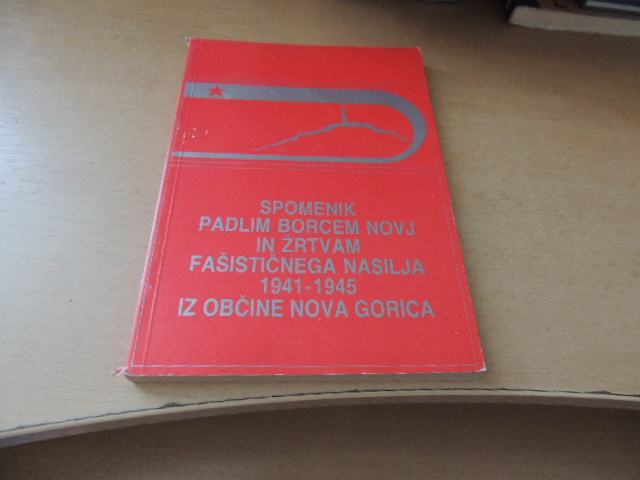 SPOMENIK
PADLIM BORCEM NOVJ
IN ŽRTVAM
FAŠISTIČNEGA NASILJA
1941-1945
IZ OBČINE NOVA GORICA